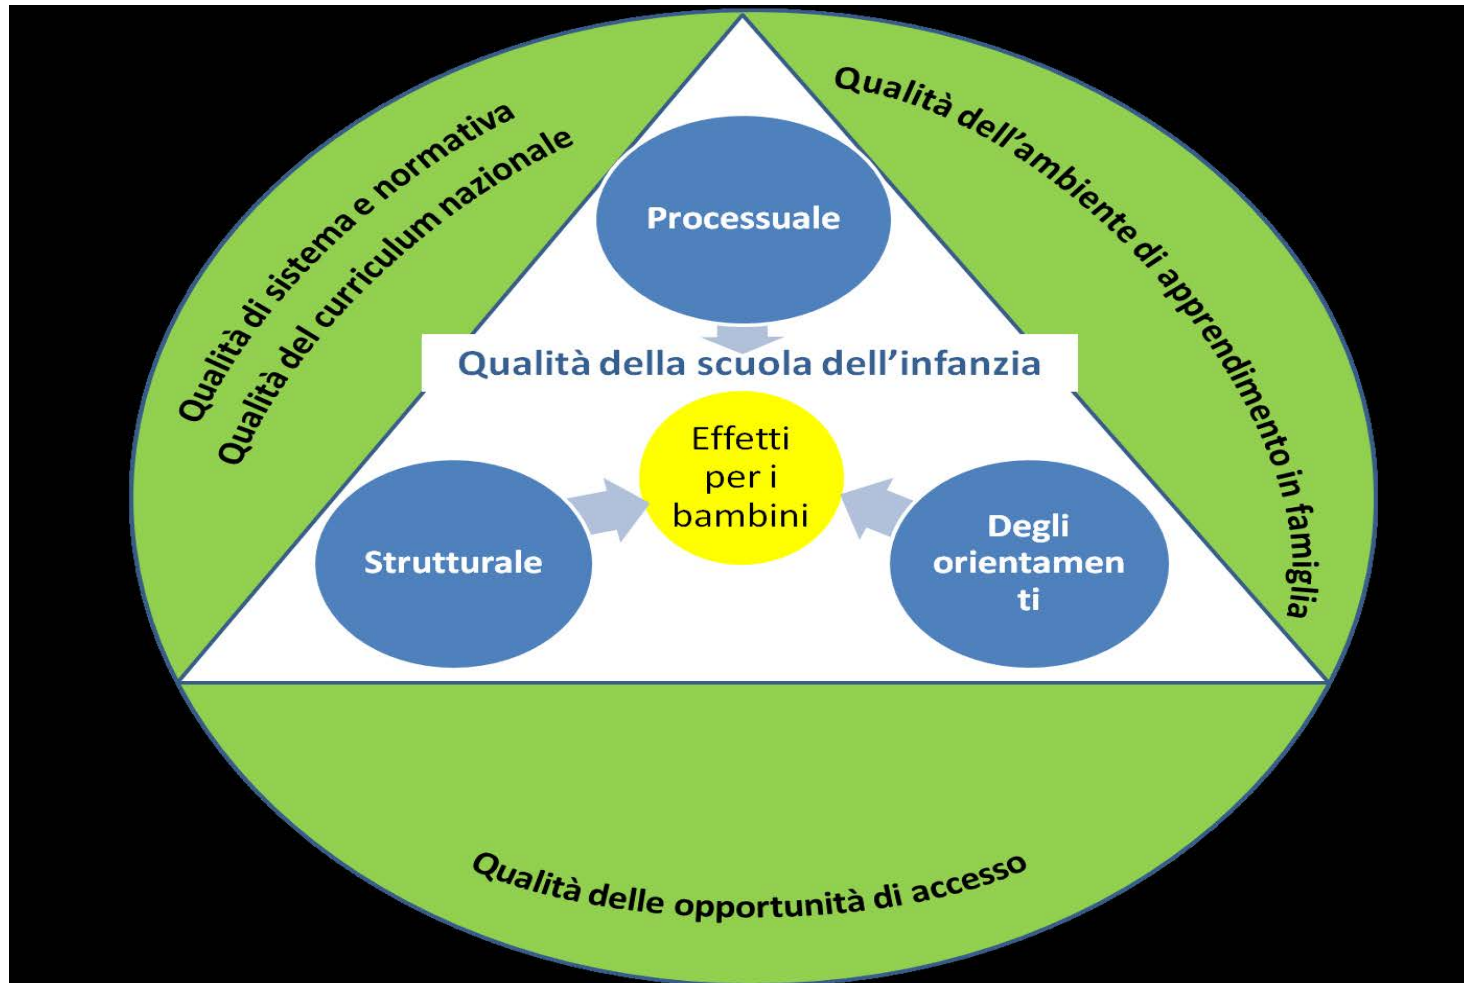 Qualità di sistema e normativa
Qualità del curriculum nazionale
Qualità dell’ambiente di apprendimento in famiglia
Processuale
Qualità della scuola dell’infanzia
Effetti
per i
bambini
Strutturale
Degli
orientamen
ti
Qualità delle opportunità di accesso